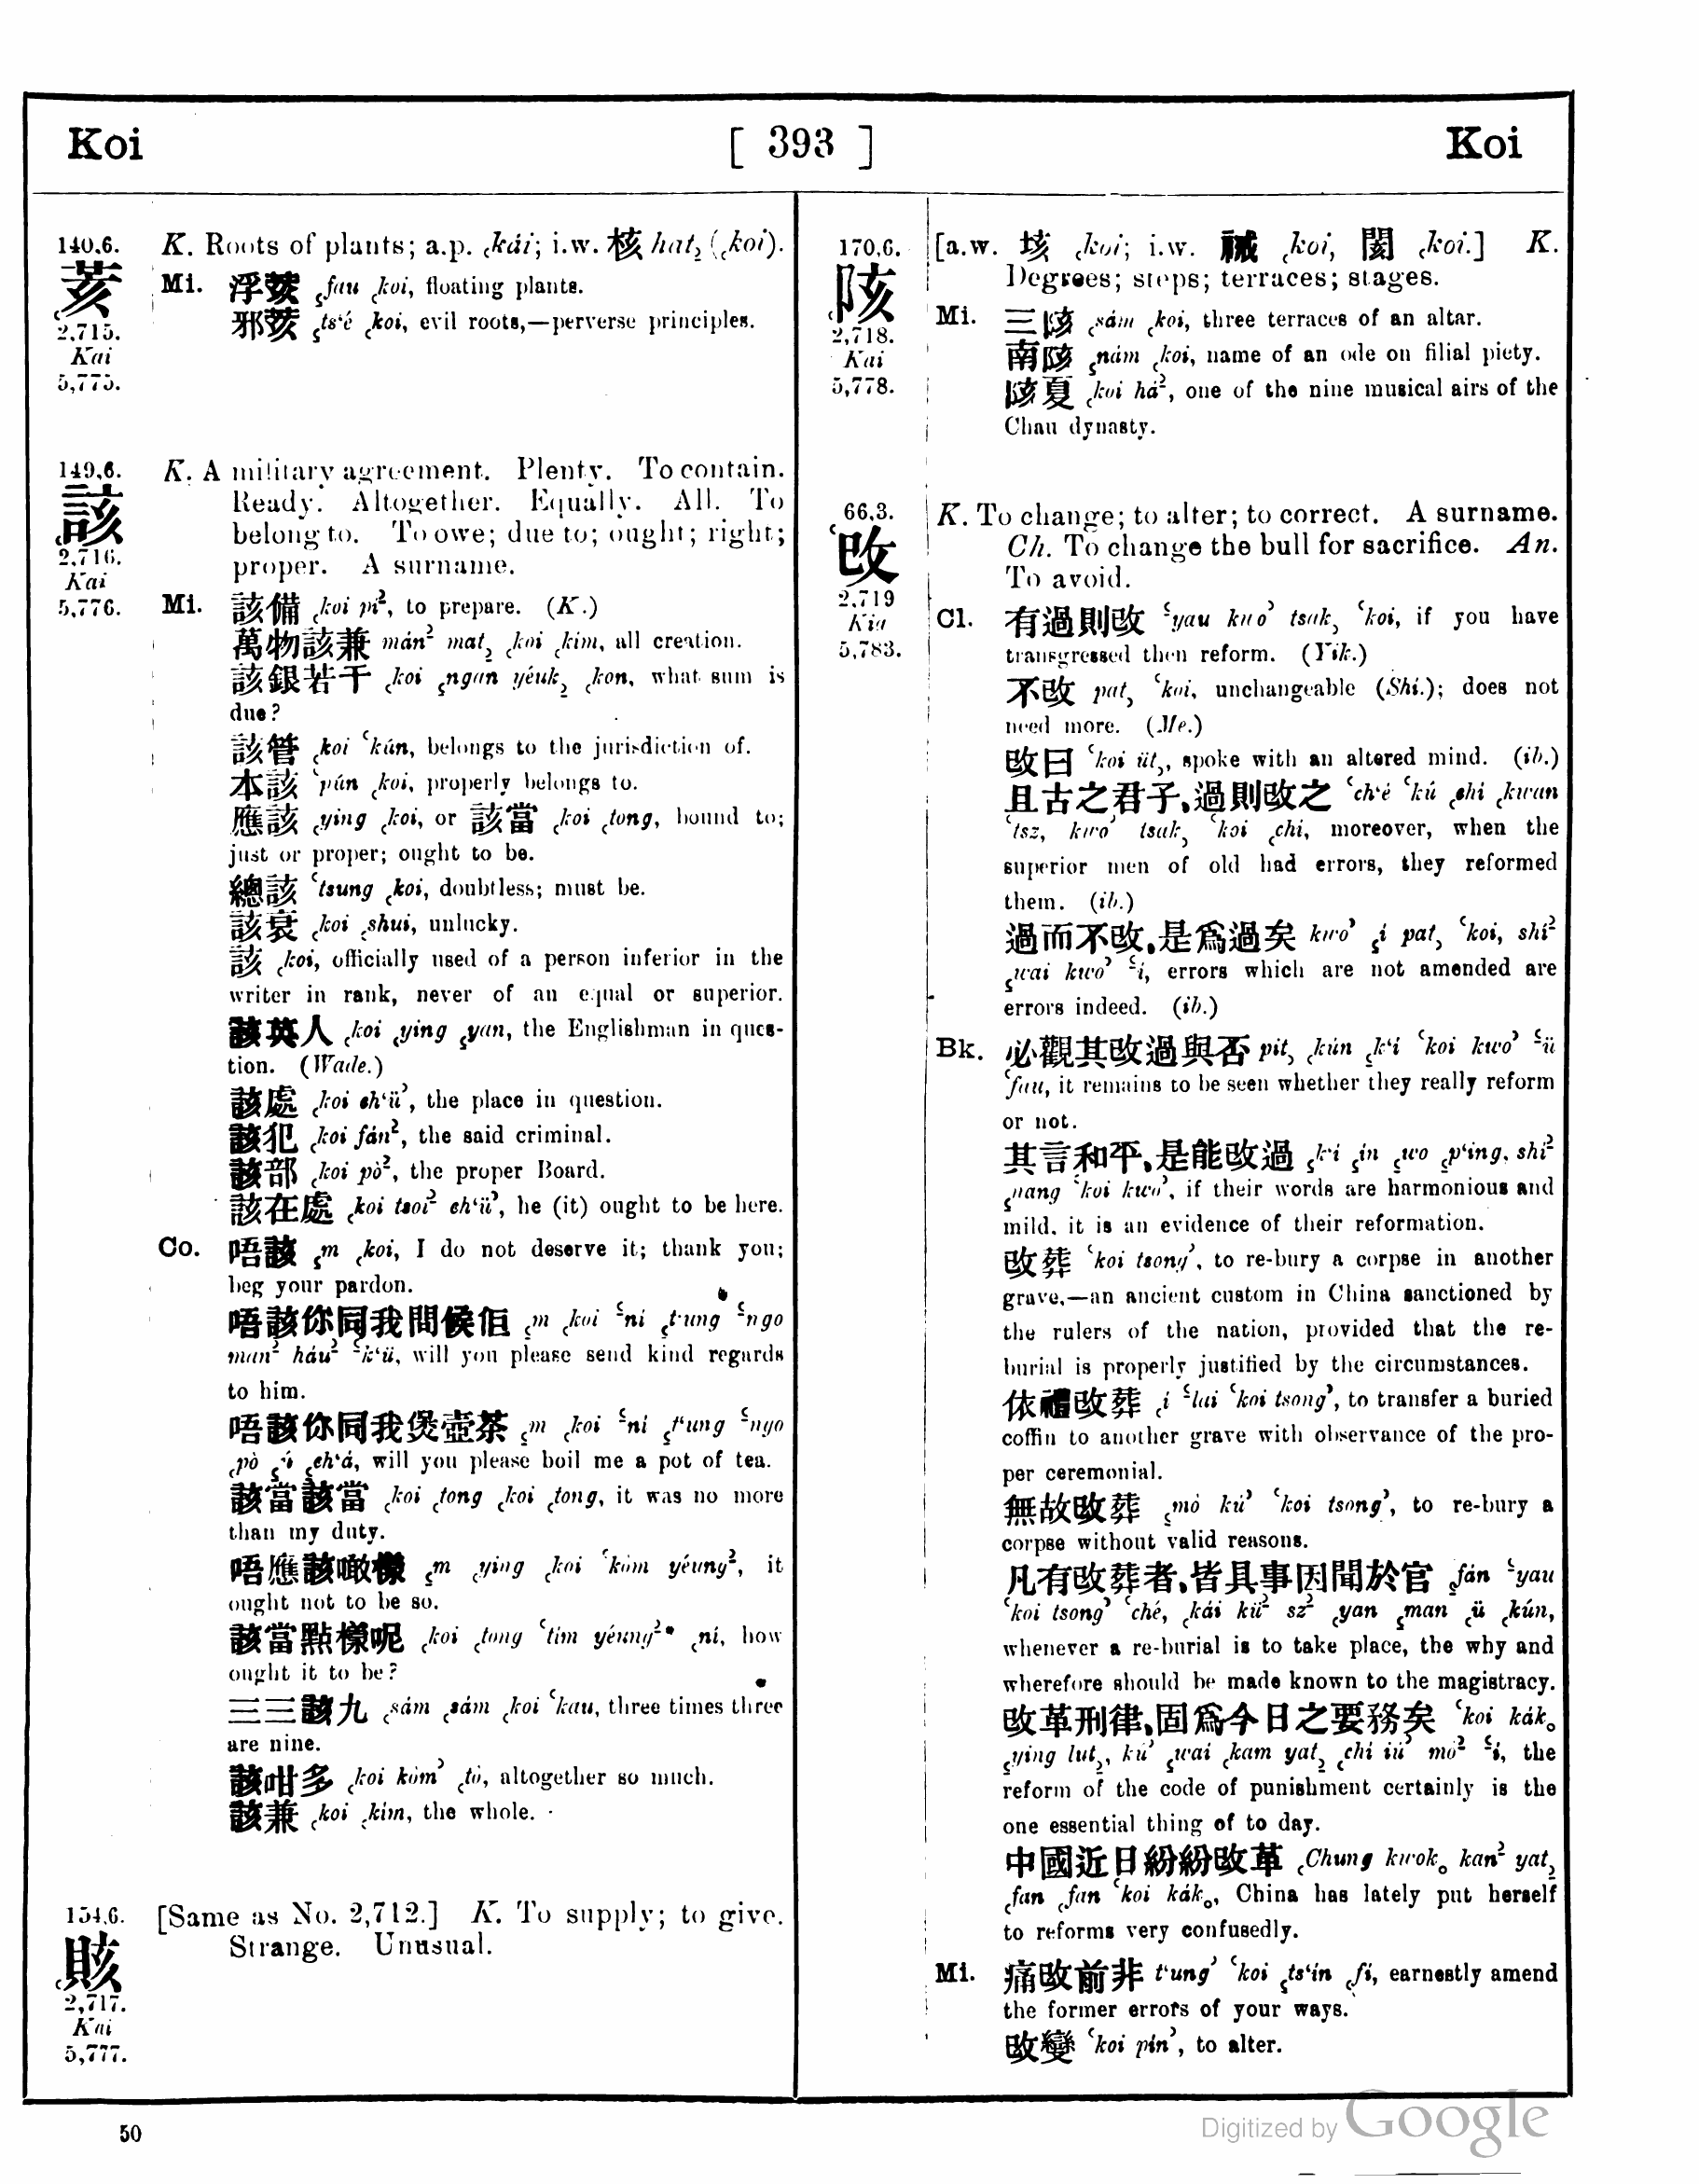 Koi
[ 393 ]
Koi
140.6.
荄
2,715.
Kai
5,775.
K. Roots of plants; a.p. ꜀kái; i.w. 核 hat꜇ (꜀koi).
Mi. 浮荄 ꜁fau ꜀koi, floating plants.
邪荄 ꜁ts‘é ꜀koi, evil roots,—perverse principles.
149.6.
該
2,716.
Kai
5,776.
K. A military agreement. Plenty. To contain.
Ready. Altogether. Equally. All. To
belong to. To owe; due to; ought; right;
proper. A surname.
Mi. 該備 ꜀koi pí꜅, to prepare. (K.)
萬物該兼 mán꜅ mat꜇ ꜀koi ꜀kim, all creation.
該銀若干 ꜀koi ꜁ngan yéuk꜇ ꜀kon, what sum is
due?
該管 ꜀koi ꜂kún, belongs to the jurisdiction of.
本該 ꜂pún ꜀koi, properly belongs to.
應該 ꜀ying ꜀koi, or 該當 ꜀koi ꜀tong, bound to;
just or proper; ought to be.
總該 ꜂tsung ꜀koi, doubtless; must be.
該衰 ꜀koi ꜀shui, unlucky.
該 ꜀koi, officially used of a person inferior in the
writer in rank, never of an equal or superior.
該英人 ꜀koi ꜀ying ꜁yan, the Englishman in ques-
tion. (Wade.)
該處 ꜀koi ch‘ü꜄, the place in question.
該犯 ꜀koi fán꜅, the said criminal.
該部 ꜀koi pò꜅, the proper Board.
該在處 ꜀koi tsoi꜅ ch‘ü꜄, he (it) ought to be here.
Co. 唔該 ꜁m ꜀koi, I do not deserve it; thank you;
beg your pardon.
唔該你同我問候佢 ꜁m ꜀koi ꜃ni ꜁t‘ung ꜃ngo
man꜅ háu꜅ ꜃k‘ü, will you please send kind regards
to him.
唔該你同我煲壺茶 ꜁m ꜀koi ꜃ni ꜁t‘ung ꜃ngo
꜀pò ꜁ú ꜁ch‘á, will you please boil me a pot of tea.
該當該當 ꜀koi ꜀tong ꜀koi ꜀tong, it was no more
than my duty.
唔應該噉樣 ꜁m ꜀ying ꜀koi ꜂kòm yéung꜅, it
ought not to be so.
該當點樣呢 ꜀koi ꜀tong ꜂tim yéung꜅* ꜀ni, how
ought it to be?
三三該九 ꜀sám ꜀sám ꜀koi ꜂kau, three times three
are nine.
該咁多 ꜀koi kòm꜄ ꜀tò, altogether so much.
該兼 ꜀koi ꜀kím, the whole.
154.6.
賅
2,717.
Kai
5,777.
[Same as No. 2,712.] K. To supply; to give.
Strange. Unusual.
170.6.
陔
2,718.
Kai
5,778.
[a.w. 垓 ꜀koi; i.w. 祴 ꜀koi, 閡 ꜀koi.] K.
Degrees; steps; terraces; stages.
Mi. 三陔 ꜀sám ꜀koi, three terraces of an altar.
南陔 ꜁nám ꜀koi, name of an ode on filial piety.
陔夏 ꜀koi há꜅, one of the nine musical airs of the
Chau dynasty.
66.3.
改
2,719
Kia
5,783.
K. To change; to alter; to correct. A surname.
Ch. To change the bull for sacrifice. An.
To avoid.
Cl. 有過則改 ꜃yau kwo꜄ tsak꜆ ꜂koi, if you have
transgressed then reform. (Yik.)
不改 pat꜆ ꜂koi, unchangeable (Shí.); does not
need more. (Me.)
改曰 ꜂koi üt꜇, spoke with an altered mind. (ib.)
且古之君子,過則改之 ꜂ch‘é ꜂kú ꜀chi ꜀kwan
꜂tsz, kwo꜄ tsak꜆ ꜂koi ꜀chí, moreover, when the
superior men of old had errors, they reformed
them. (ib.)
過而不改,是爲過矣 kwo꜄ ꜁i pat꜆ ꜂koi, shí꜅
꜁wai kwo꜄ ꜃i, errors which are not amended are
errors indeed. (ib.)
Bk. 必觀其改過與否 pít꜆ ꜀kún ꜁k‘i ꜂koi kwo꜄ ꜃ü
꜂fau, it remains to be seen whether they really reform
or not.
其言和平,是能改過 ꜁k‘i ꜁ín ꜁wo ꜁p‘ing, shí꜅
꜁nang ꜂koi kwo꜄, if their words are harmonious and
mild, it is an evidence of their reformation.
改葬 ꜂koi tsong꜄, to re-bury a corpse in another
grave,—an ancient custom in China sanctioned by
the rulers of the nation, provided that the re-
burial is properly justified by the circumstances.
依禮改葬 ꜀i ꜃lai ꜂koi tsong꜄, to transfer a buried
coffin to another grave with observance of the pro-
per ceremonial.
無故改葬 ꜁mò kú꜄ ꜂koi tsong꜄, to re-bury a
corpse without valid reasons.
凡有改葬者,皆具事因聞於官 ꜁fán ꜃yau
꜂koi tsong꜄ ꜂ché, ꜀kái kü꜅ sz꜅ ꜀yan ꜁man ꜀ü ꜀kún,
whenever a re-burial is to take place, the why and
wherefore should be made known to the magistracy.
改革刑律,固爲今日之要務矣 ꜂koi kák꜀
꜁ying lut꜇, kú꜄ ꜁wai ꜀kam yat꜇ ꜀chi iú꜄ mò꜅ ꜃i, the
reform of the code of punishment certainly is the
one essential thing of to day.
中國近日紛紛改革 ꜀Chung kwok꜀ kan꜅ yat꜇
꜀fan ꜀fan ꜂koi kák꜀, China has lately put herself
to reforms very confusedly.
Mi. 痛改前非 t‘ung꜄ ꜂koi ꜁ts‘in ꜀fí, earnestly amend
the former errors of your ways.
改變 ꜂koi pín꜄, to alter.
50
Digitized by Google